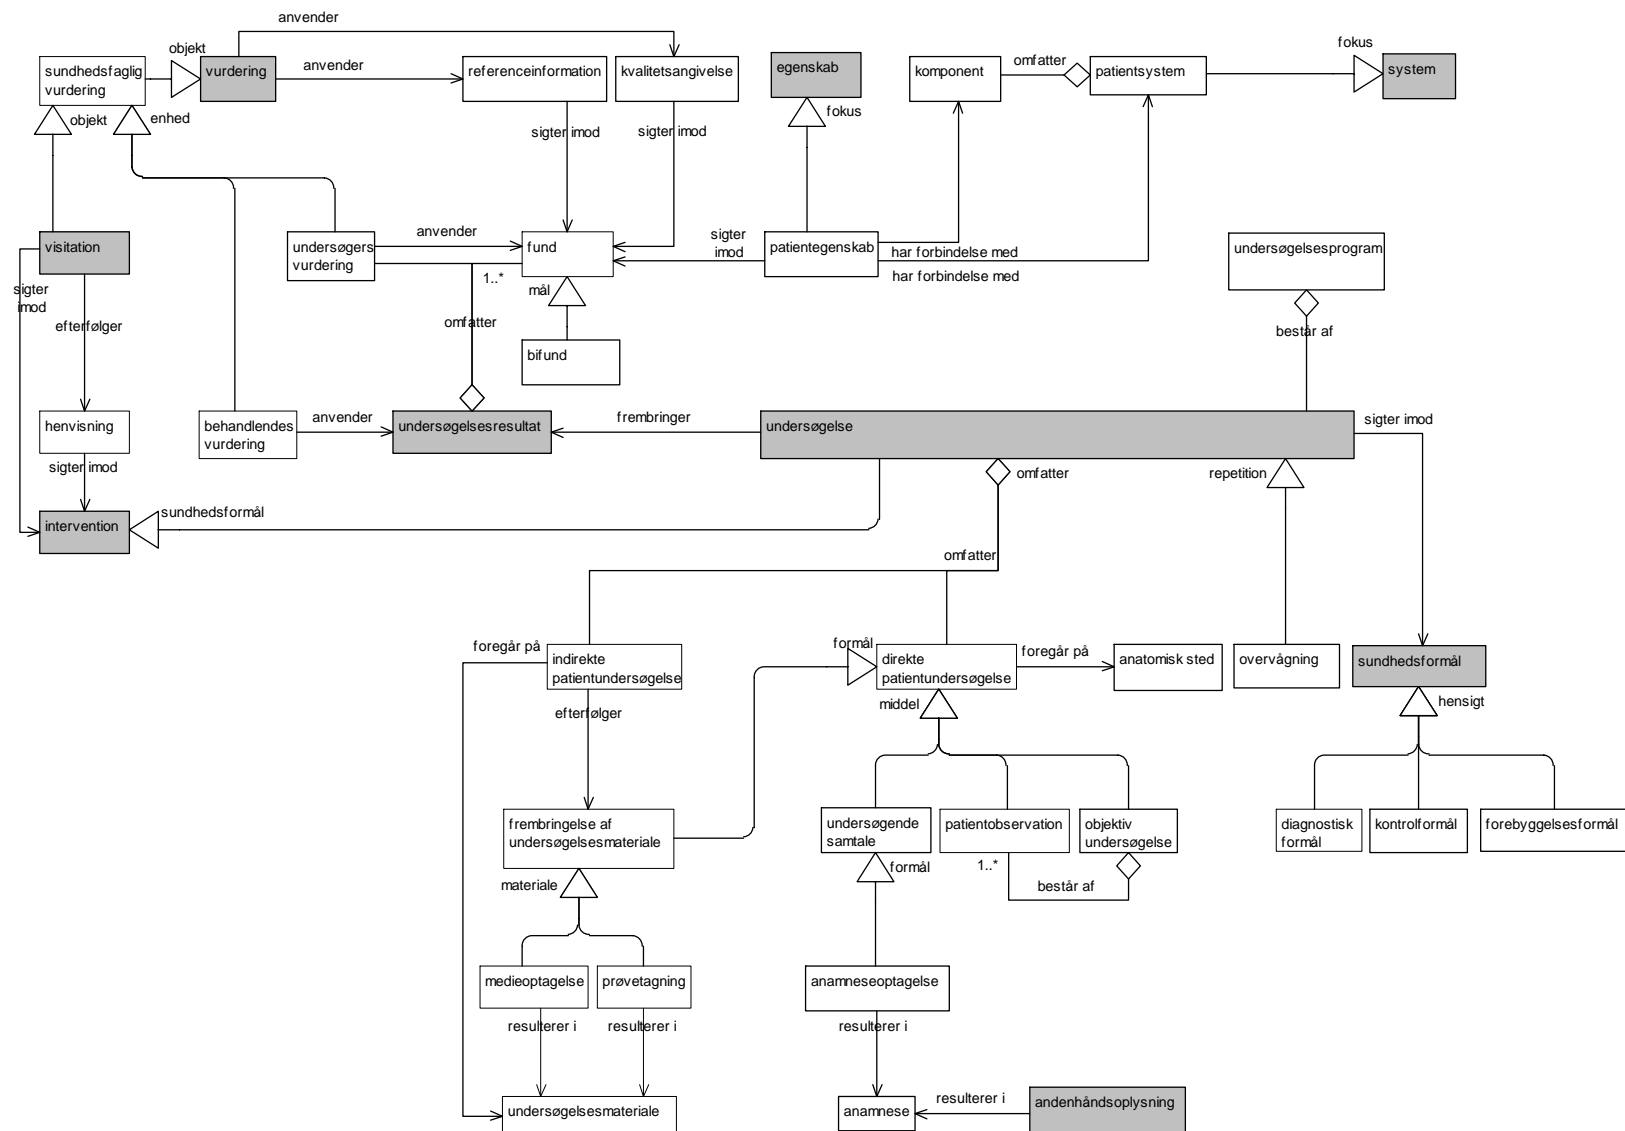 anvender
objekt
sundhedsfaglig
vurdering
vurdering
anvender
referenceinformation
kvalitetsangivelse
egenskab
komponent
omfatter
patientsystem
fokus
system
objekt
enhed
sigter imod
sigter imod
fokus
visitation
undersøgers
vurdering
anvender
fund
sigter
imod
patientegenskab
har forbindelse med
har forbindelse med
undersøgelsesprogram
1..*
mål
sigter
imod
efterfølger
omfatter
bifund
består af
henvisning
behandlendes
vurdering
anvender
undersøgelsesresultat
frembringer
undersøgelse
sigter imod
sigter imod
omfatter
repetition
intervention
sundhedsformål
omfatter
foregår på
indirekte
patientundersøgelse
formål
direkte
patientundersøgelse
foregår på
anatomisk sted
overvågning
sundhedsformål
efterfølger
middel
hensigt
frembringelse af
undersøgelsesmateriale
undersøgende
samtale
patientobservation
objektiv
undersøgelse
diagnostisk
formål
kontrolformål
forebyggelsesformål
materiale
formål
1..*
består af
medieoptagelse
prøvetagning
anamneseoptagelse
resulterer i
resulterer i
resulterer i
undersøgelsesmateriale
anamnese
resulterer i
andenhåndsoplysning